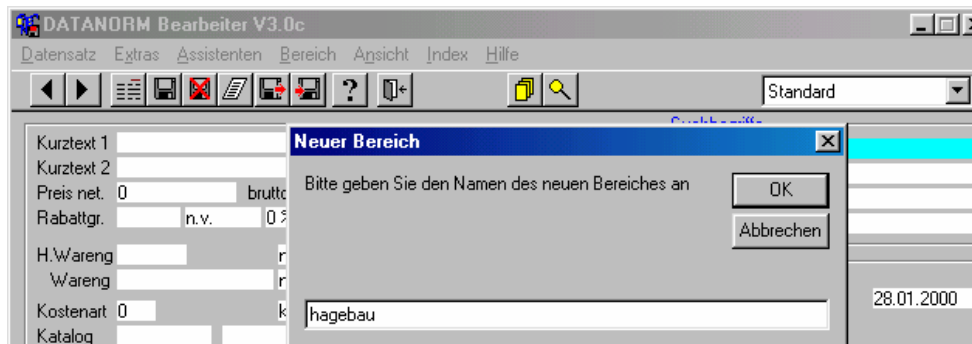 DATANORM Bearbeiter V3.0c
Datensatz Extras Assistenten Bereich Ansicht Index Hilfe
Standard
Kurztext 1
Neuer Bereich
Kurztext 2
Bitte geben Sie den Namen des neuen Bereiches an
OK
Preis net. 0
Rabattgr. n.v. 0 %
Abbrechen
H.Wareng
Wareng
28.01.2000
Kostenart 0
hagebau
Katalog